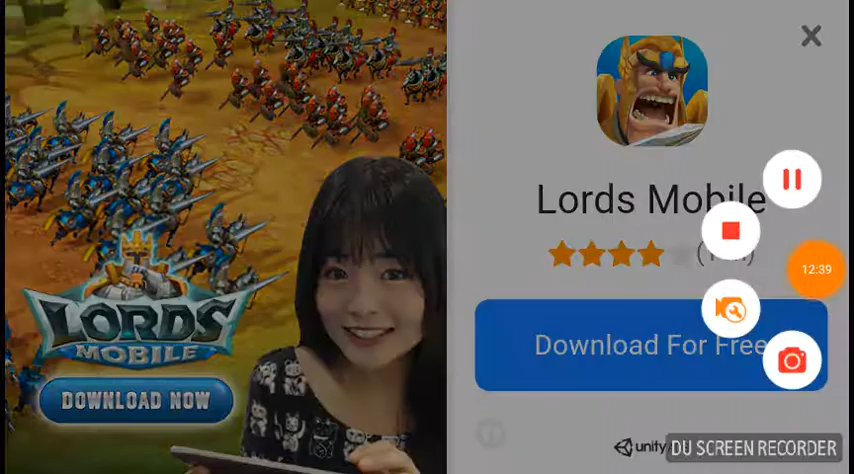 LORDS
MOBILE
DOWNLOAD NOW
Lords Mobile
12:39
Download For Free
unity
DU SCREEN RECORDER